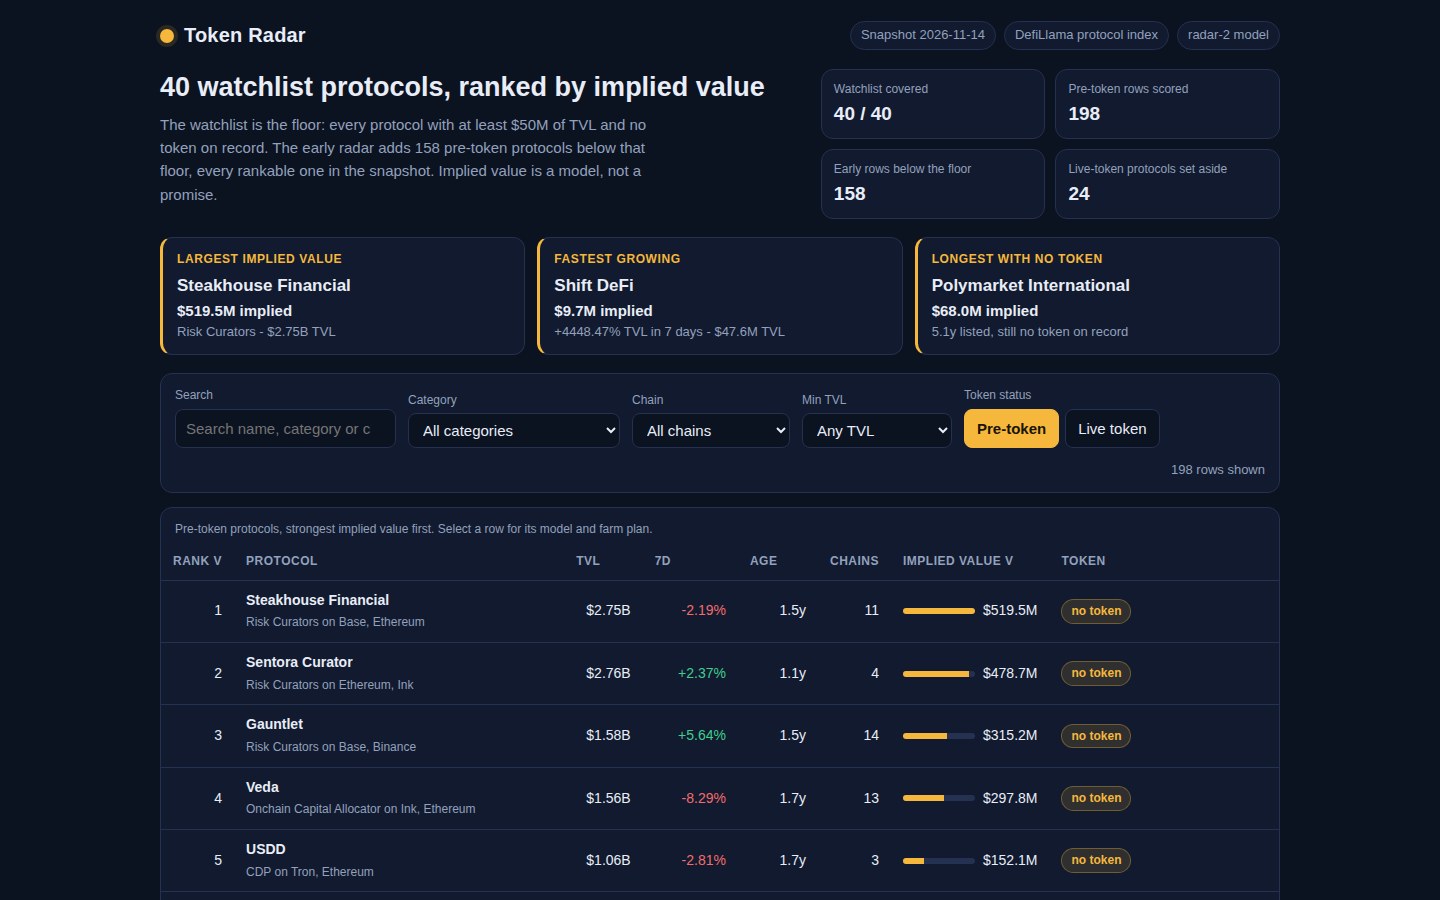 Token Radar
Snapshot 2026-11-14
DefiLlama protocol index
radar-2 model
40 watchlist protocols, ranked by implied value
The watchlist is the floor: every protocol with at least $50M of TVL and no
token on record. The early radar adds 158 pre-token protocols below that
floor, every rankable one in the snapshot. Implied value is a model, not a
promise.
Watchlist covered
40 / 40
Pre-token rows scored
198
Early rows below the floor
158
Live-token protocols set aside
24
LARGEST IMPLIED VALUE
Steakhouse Financial
$519.5M implied
Risk Curators - $2.75B TVL
FASTEST GROWING
Shift DeFi
$9.7M implied
+4448.47% TVL in 7 days - $47.6M TVL
LONGEST WITH NO TOKEN
Polymarket International
$68.0M implied
5.1y listed, still no token on record
Search
Search name, category or c
Category
All categories
Chain
All chains
Min TVL
Any TVL
Token status
Pre-token
Live token
198 rows shown
Pre-token protocols, strongest implied value first. Select a row for its model and farm plan.
RANK V PROTOCOL TVL 7D AGE CHAINS IMPLIED VALUE V TOKEN
1 Steakhouse Financial $2.75B -2.19% 1.5y 11 $519.5M no token
Risk Curators on Base, Ethereum
2 Sentora Curator $2.76B +2.37% 1.1y 4 $478.7M no token
Risk Curators on Ethereum, Ink
3 Gauntlet $1.58B +5.64% 1.5y 14 $315.2M no token
Risk Curators on Base, Binance
4 Veda $1.56B -8.29% 1.7y 13 $297.8M no token
Onchain Capital Allocator on Ink, Ethereum
5 USDD $1.06B -2.81% 1.7y 3 $152.1M no token
CDP on Tron, Ethereum